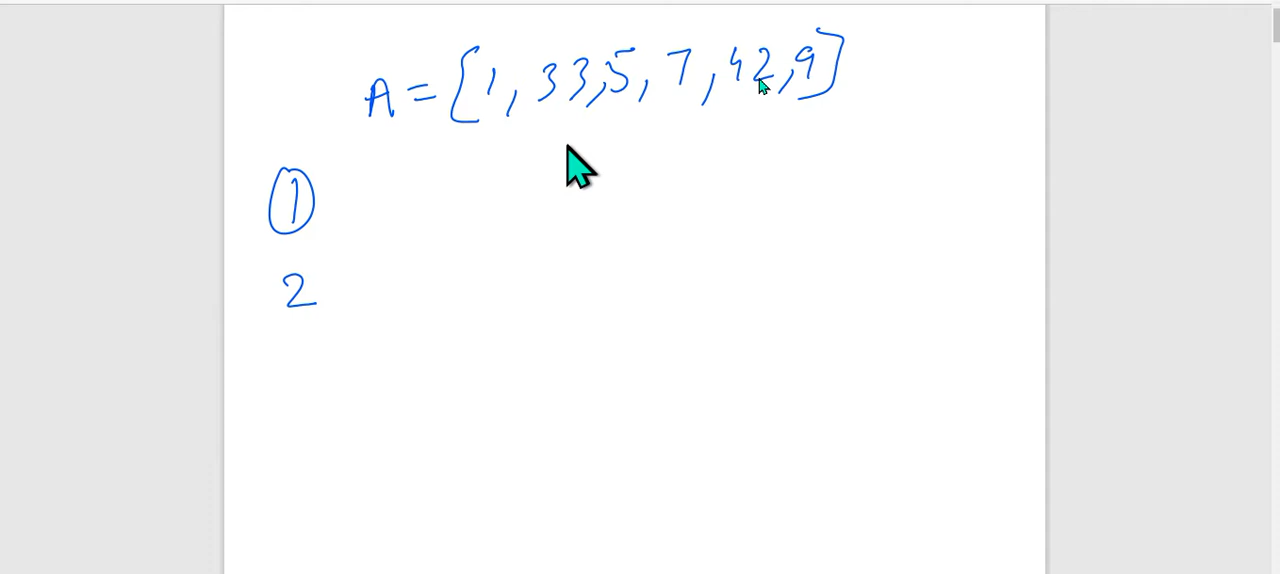 A = [1, 33, 5, 7, 42, 9]
1
2